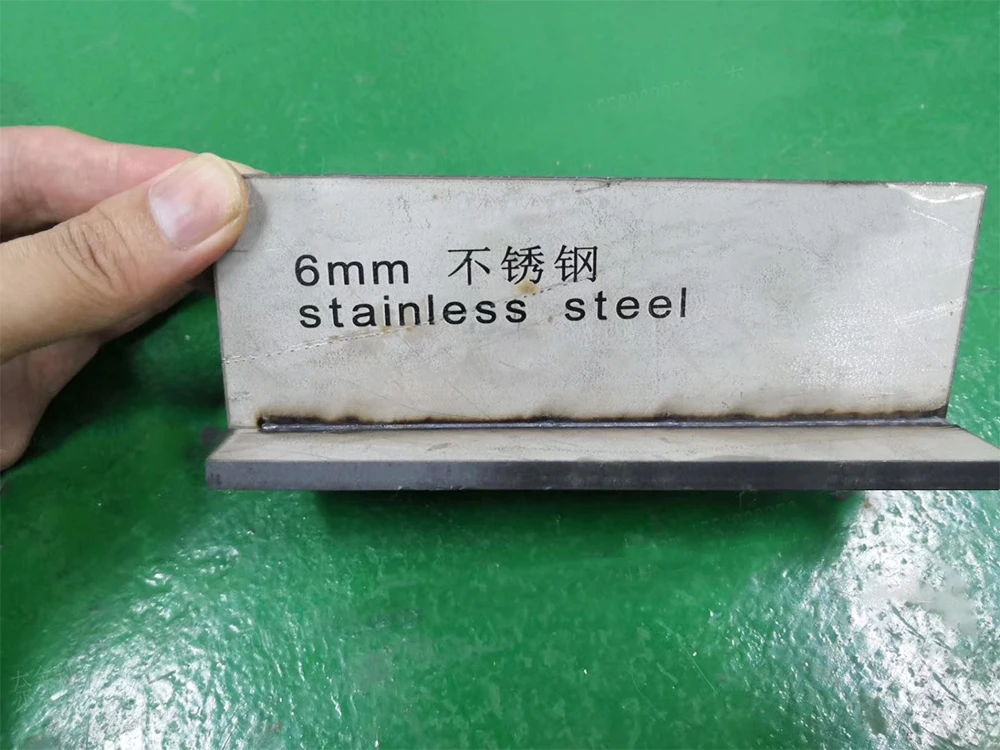 6mm 不锈钢
stainless steel